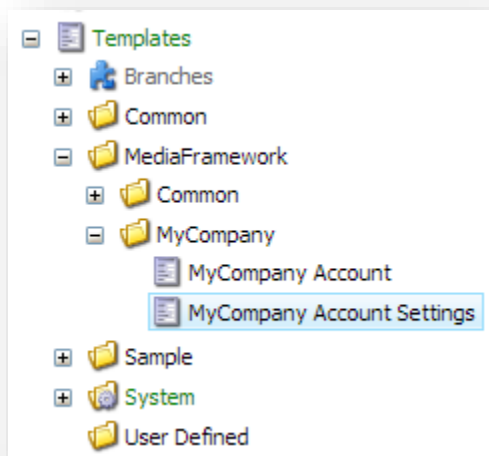 Templates
Branches
Common
MediaFramework
Common
MyCompany
MyCompany Account
MyCompany Account Settings
Sample
System
User Defined